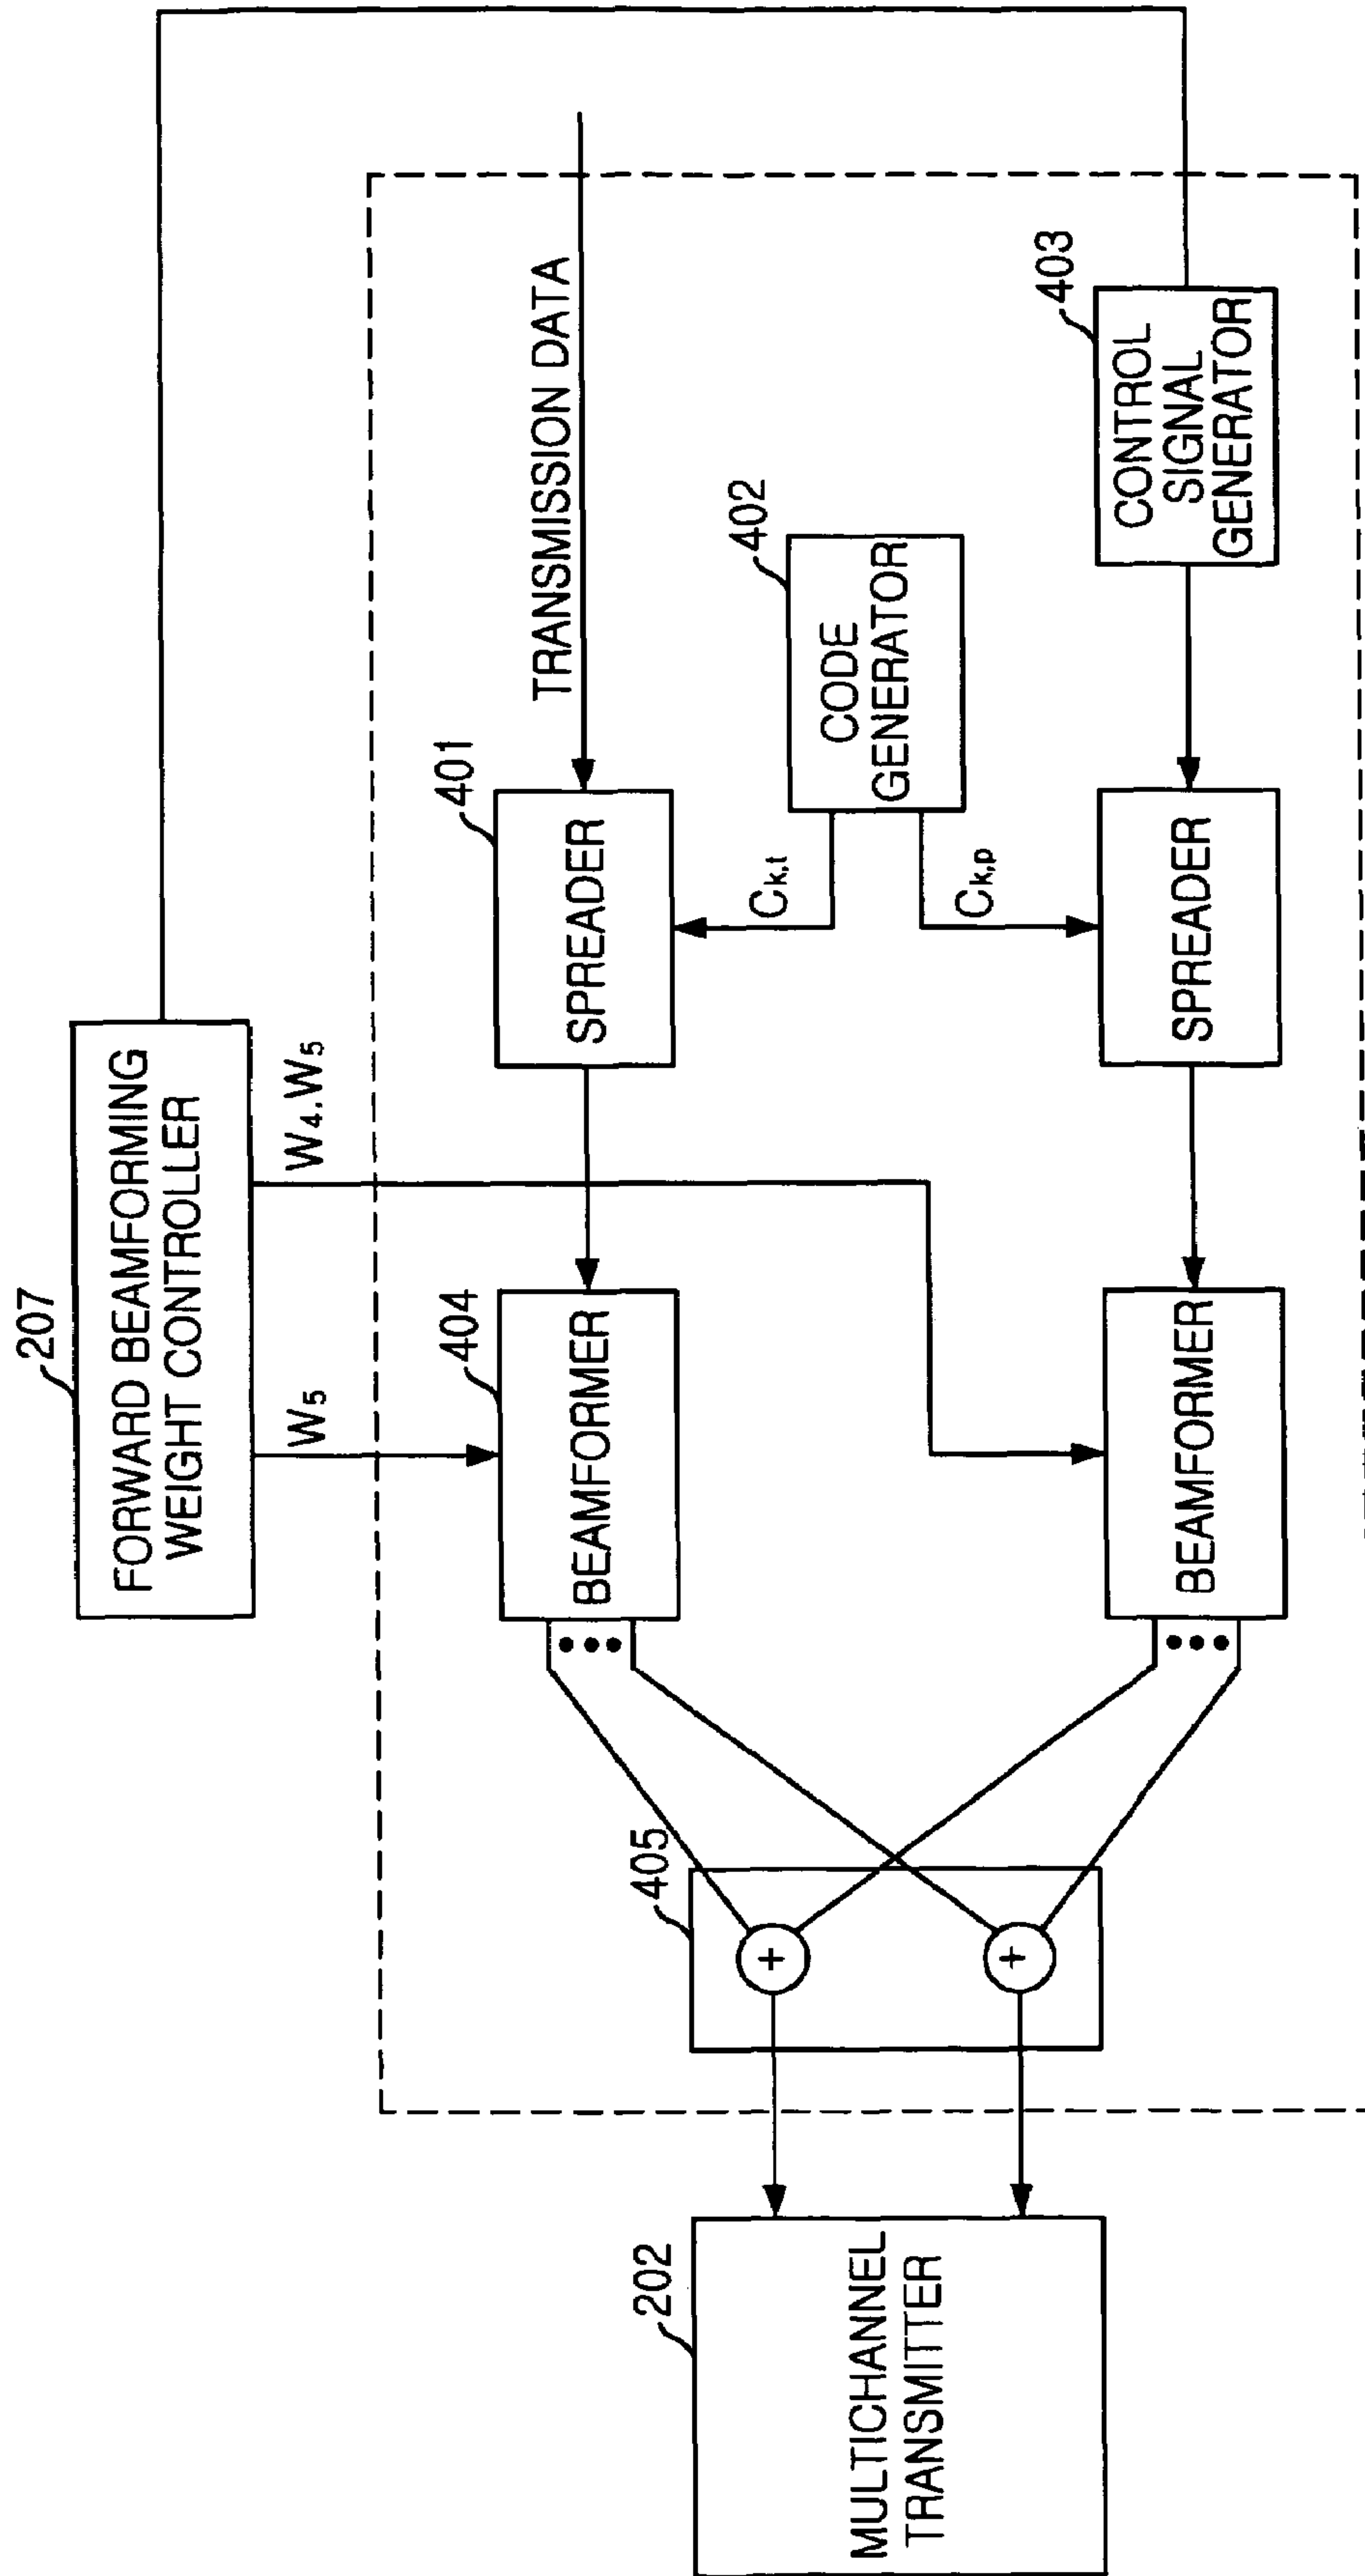 207
FORWARD BEAMFORMING
WEIGHT CONTROLLER
W5
W4, W5
TRANSMISSION DATA
404
BEAMFORMER
401
SPREADER
Ck,t
402
CODE
GENERATOR
Ck,p
403
CONTROL
SIGNAL
GENERATOR
SPREADER
BEAMFORMER
405
+
+
202
MULTICHANNEL
TRANSMITTER